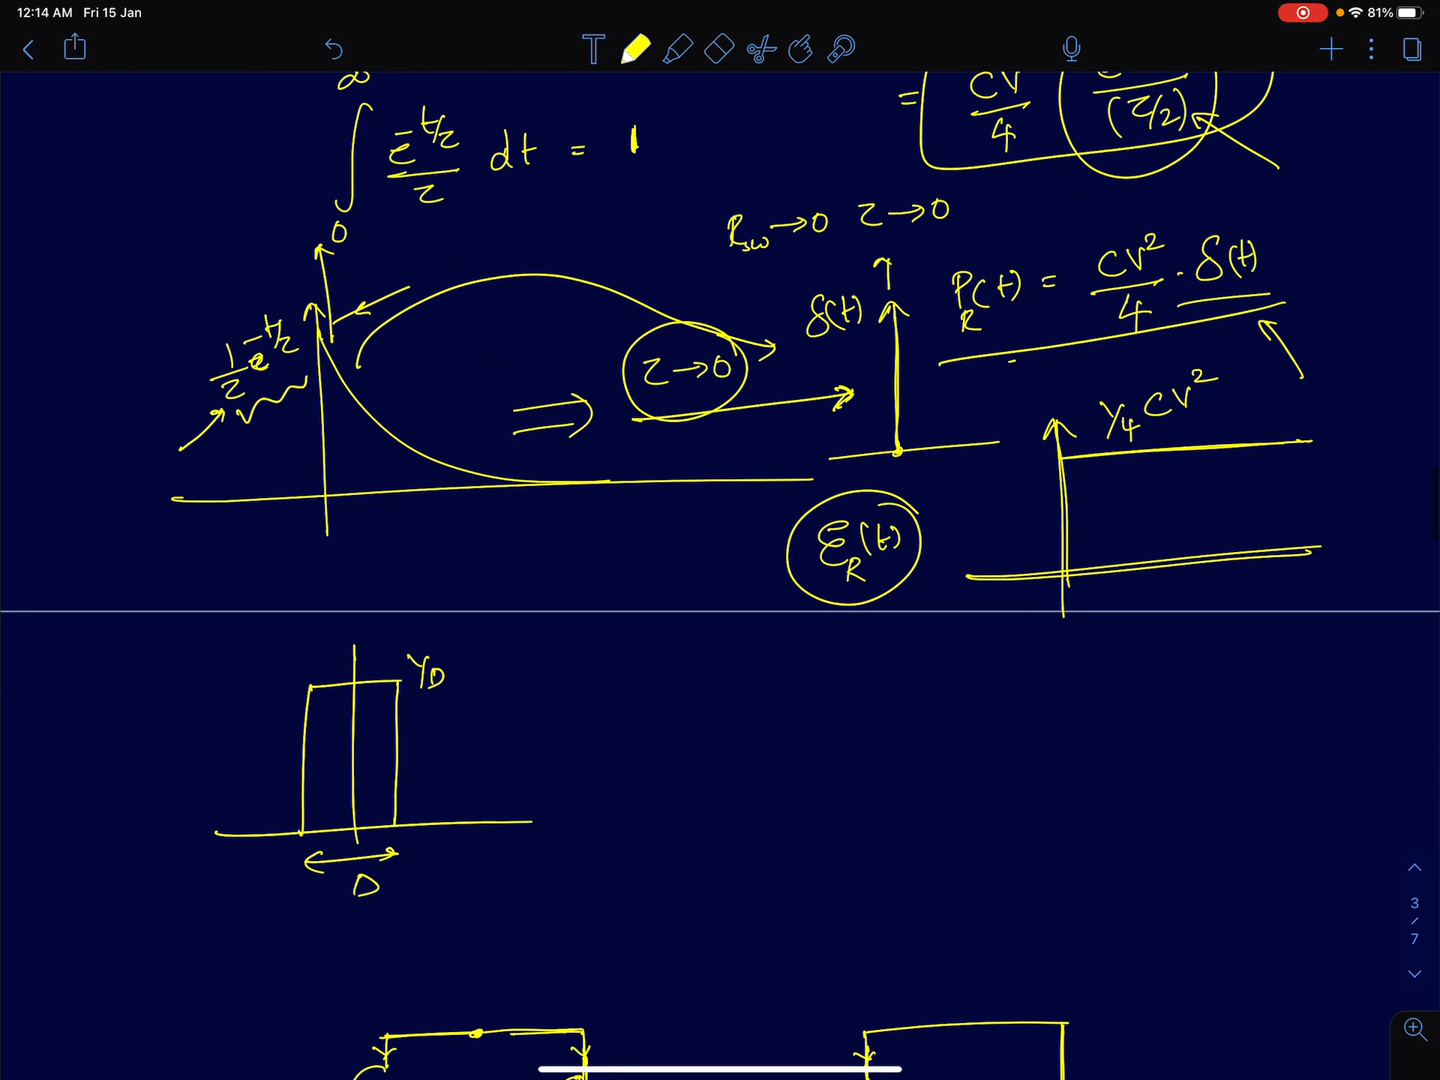 12:14 AM Fri 15 Jan
81%
∞
∫ e^{-t/τ} / τ dt = 1
0
= CV / 4 (τ/2)
R_sw → 0 τ → 0
P_R(t) = CV² / 4 · δ(t)
δ(t)
1/τ e^{-t/τ}
τ → 0
1/4 CV²
ℰ_R(t)
1/D
D
3
/
7